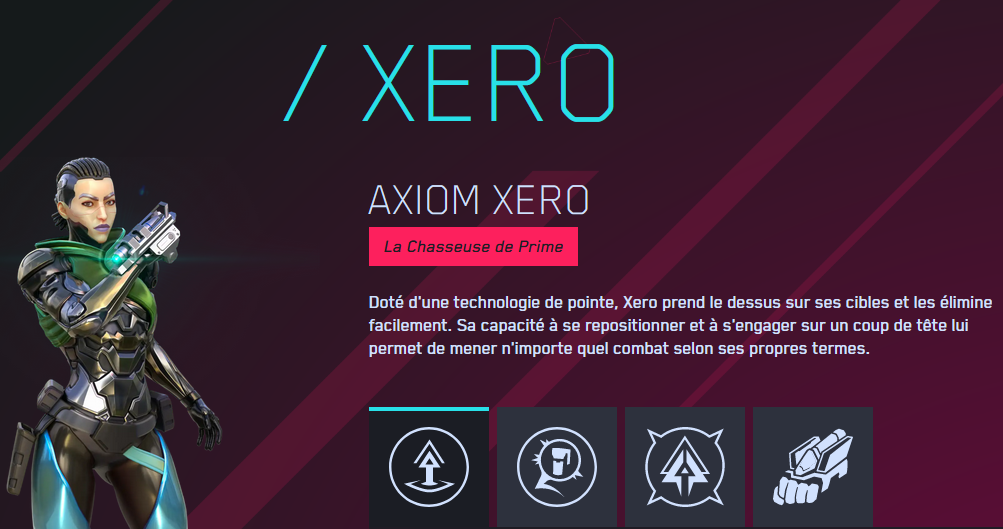 / XERO
AXIOM XERO
La Chasseuse de Prime
Doté d'une technologie de pointe, Xero prend le dessus sur ses cibles et les élimine
facilement. Sa capacité à se repositionner et à s'engager sur un coup de tête lui
permet de mener n'importe quel combat selon ses propres termes.